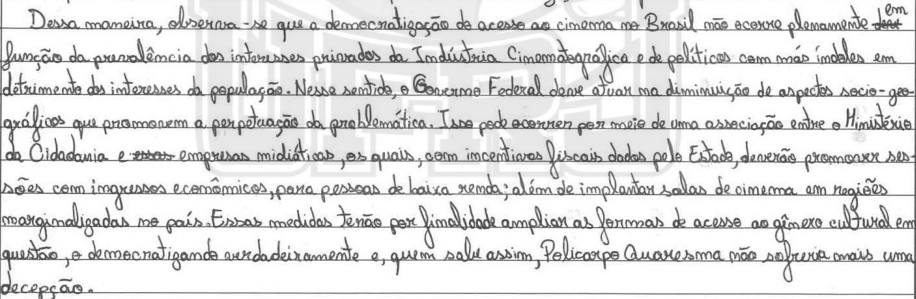 Dessa maneira, observa-se que a democratização do acesso ao cinema no Brasil não ocorre plenamente dev em
função da prevalência dos interesses privados da Indústria Cinematográfica e de políticos com más índoles em
detrimento dos interesses da população. Nesse sentido, o Governo Federal deve atuar na diminuição de aspectos socio-geo-
gráficos que promovem a perpetuação da problemática. Isso pode ocorrer por meio de uma associação entre o Ministério
da Cidadania e essas empresas midiáticas, as quais, com incentivos fiscais dados pelo Estado, deverão promover ses-
sões com ingressos econômicos, para pessoas de baixa renda; além de implantar salas de cinema em regiões
marginalizadas no país. Essas medidas terão por finalidade ampliar as formas de acesso ao gênero cultural em
questão, o democratizando verdadeiramente e, quem sabe assim, Policarpo Quaresma não sofreria mais uma
decepção.